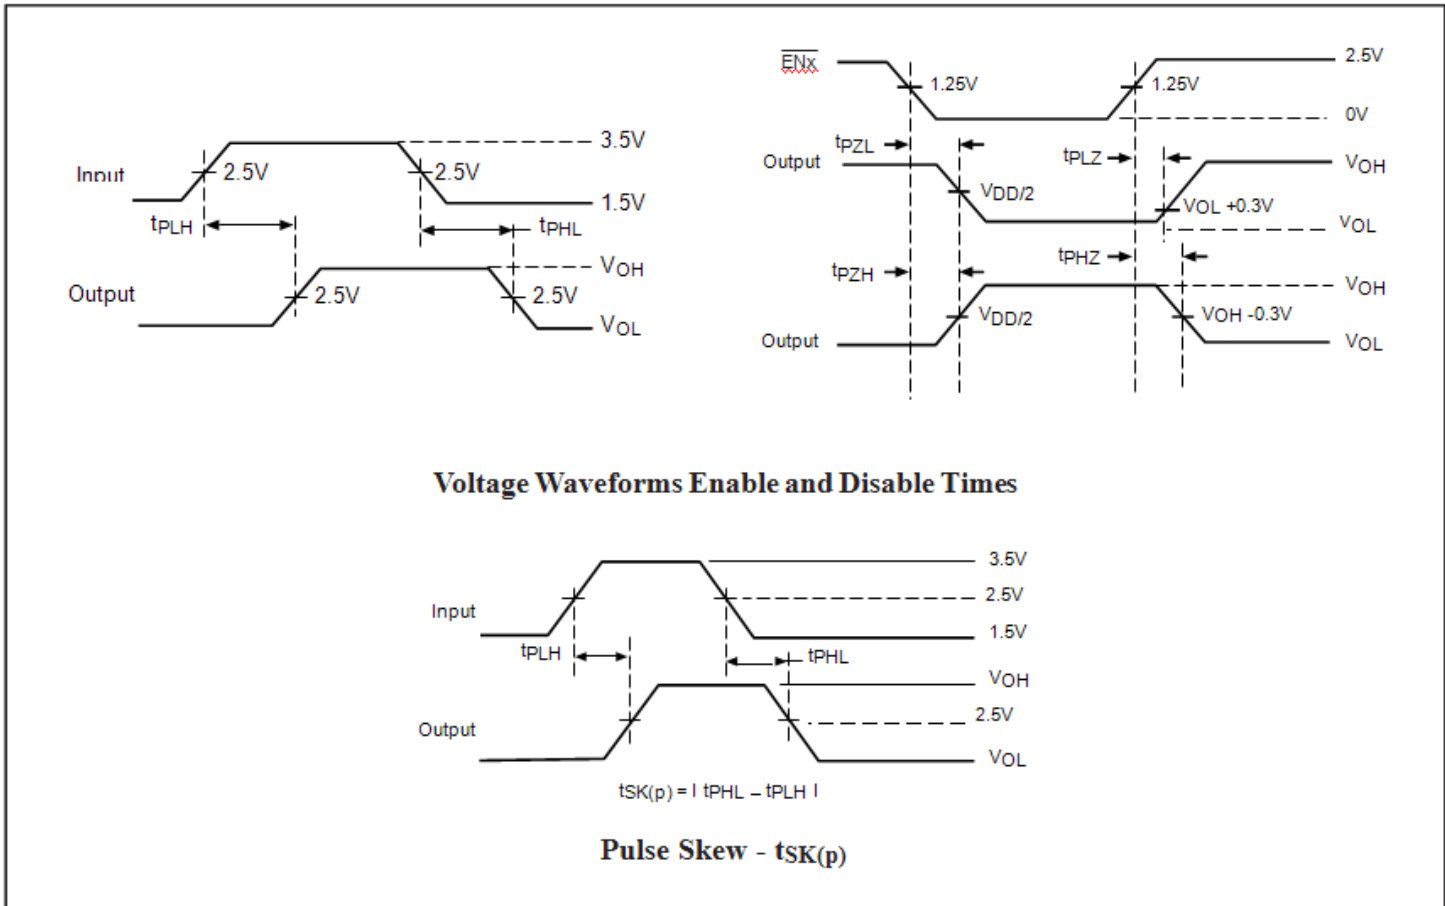 3.5V
Input
2.5V
2.5V
1.5V
tPLH
tPHL
VOH
Output
2.5V
2.5V
VOL
ENx
2.5V
1.25V
1.25V
0V
tPZL
tPLZ
Output
VOH
VDD/2
VOL +0.3V
VOL
tPZH
tPHZ
VOH
VDD/2
VOH -0.3V
Output
VOL
Voltage Waveforms Enable and Disable Times
3.5V
Input
2.5V
1.5V
tPLH
tPHL
VOH
Output
2.5V
VOL
tSK(p) = | tPHL – tPLH |
Pulse Skew - tSK(p)